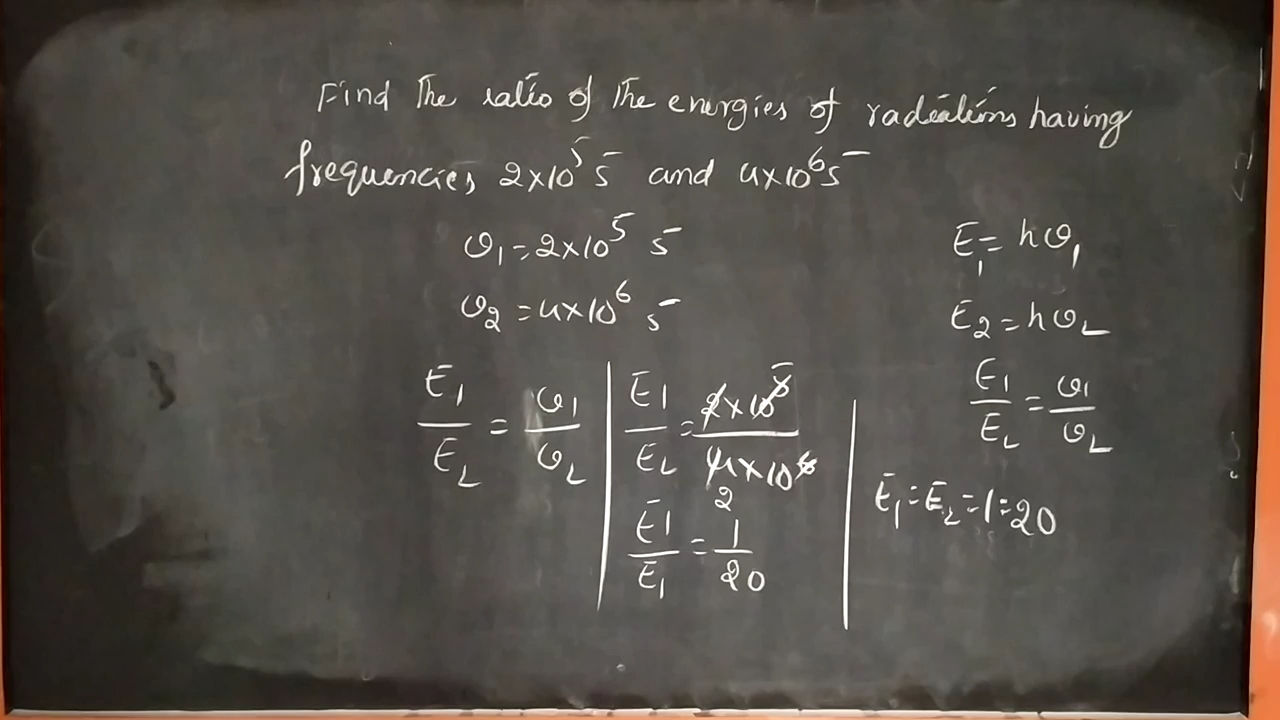 Find the ratio of the energies of radiations having
frequencies 2×10⁵ s⁻ and 4×10⁶ s⁻
υ₁ = 2×10⁵ s⁻
υ₂ = 4×10⁶ s⁻
E₁/E₂ = υ₁/υ₂
E₁/E₂ = 2×10⁵/4×10⁶
2
E₁/E₁ = 1/20
E₁ = hυ₁
E₂ = hυ₂
E₁/E₂ = υ₁/υ₂
E₁ : E₂ = 1 : 20